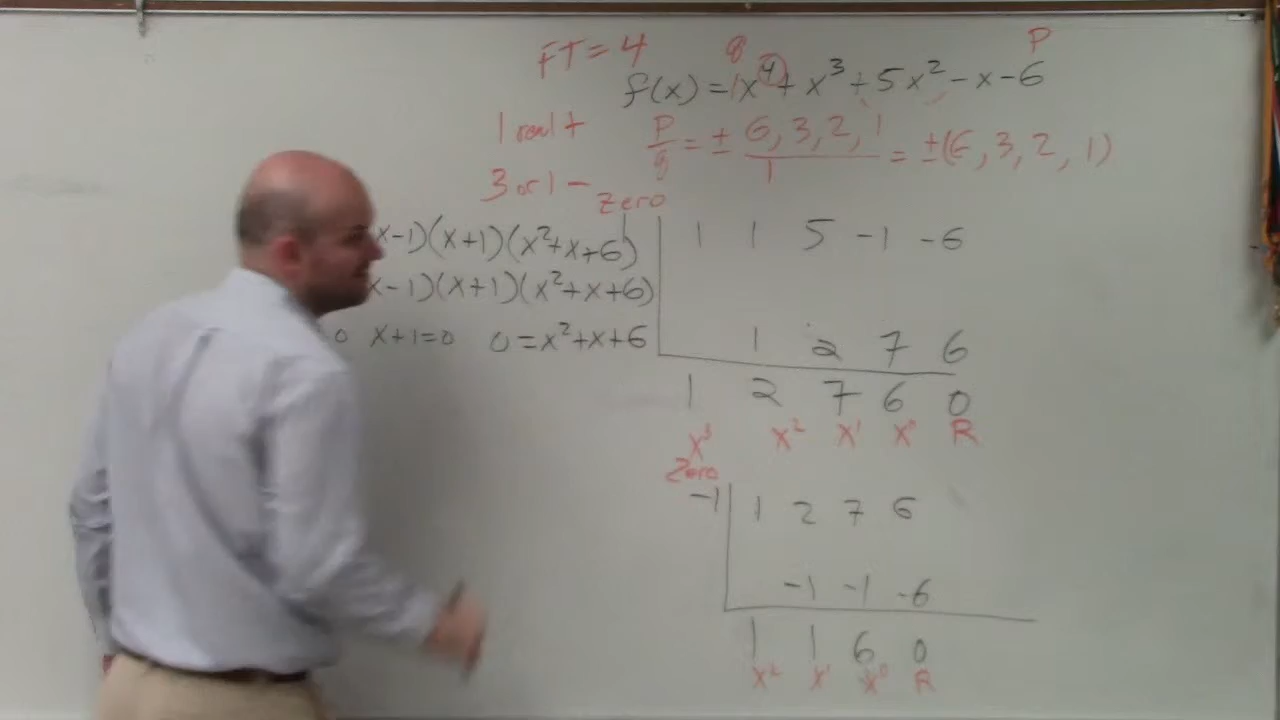 FT = 4
q P
f(x) = 1x⁴ + x³ + 5x² - x - 6
1 real +
P/q = ± 6, 3, 2, 1 / 1 = ±(6, 3, 2, 1)
3 or 1 -
zero
1 | 1 1 5 -1 -6
x-1)(x+1)(x²+x+6)
x-1)(x+1)(x²+x+6)
0 x+1=0 0=x²+x+6
1 2 7 6
1 2 7 6 0
x³ x² x¹ x⁰ R
Zero
-1 | 1 2 7 6
-1 -1 -6
1 1 6 0
x² x¹ x⁰ R